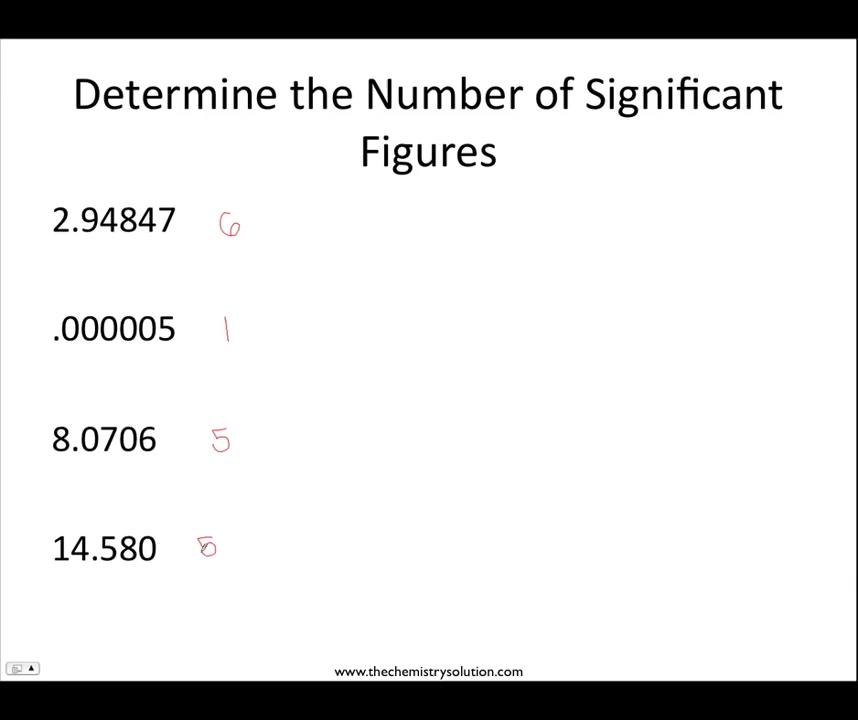 Determine the Number of Significant
Figures
2.94847 6
.000005 1
8.0706 5
14.580 5
www.thechemistrysolution.com